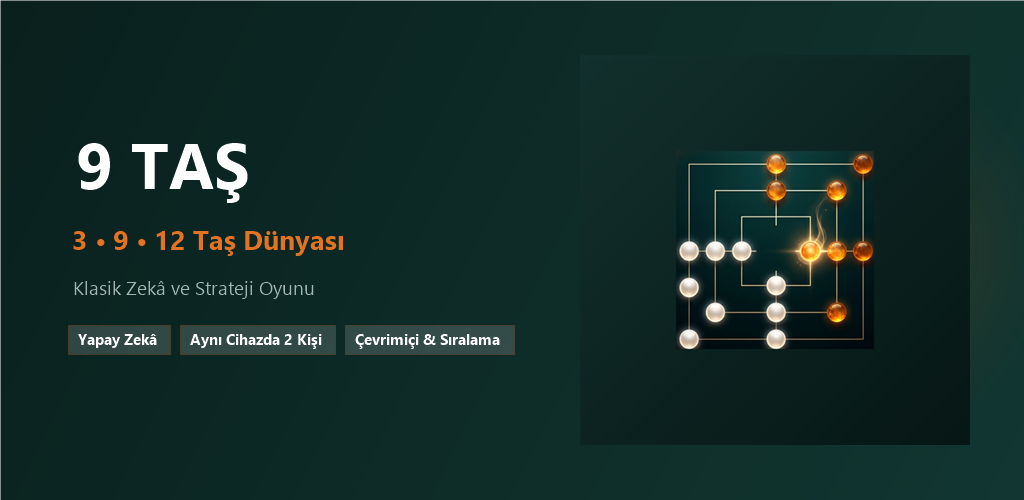 9 TAŞ
3 • 9 • 12 Taş Dünyası
Klasik Zekâ ve Strateji Oyunu
Yapay Zekâ
Aynı Cihazda 2 Kişi
Çevrimiçi & Sıralama